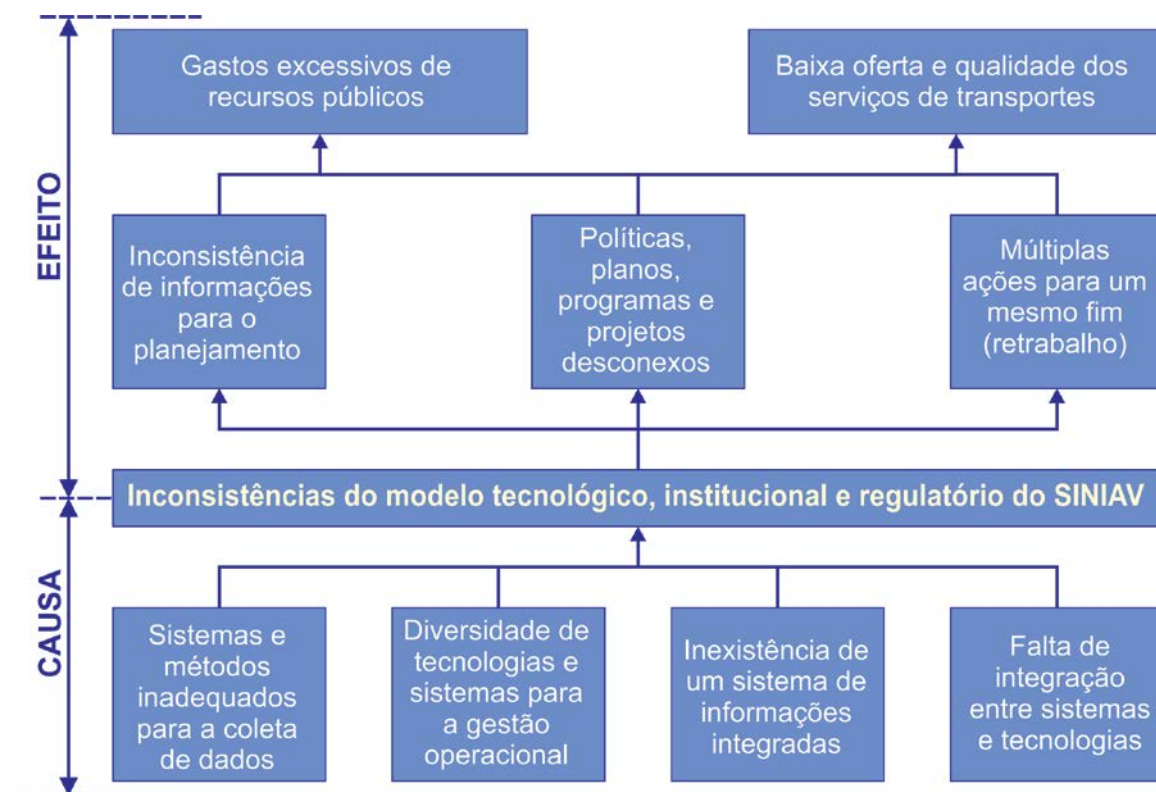 Gastos excessivos de
recursos públicos
Baixa oferta e qualidade dos
serviços de transportes
EFEITO
Inconsistência
de informações
para o
planejamento
Políticas,
planos,
programas e
projetos
desconexos
Múltiplas
ações para um
mesmo fim
(retrabalho)
Inconsistências do modelo tecnológico, institucional e regulatório do SINIAV
CAUSA
Sistemas e
métodos
inadequados
para a coleta
de dados
Diversidade de
tecnologias e
sistemas para
a gestão
operacional
Inexistência de
um sistema de
informações
integradas
Falta de
integração
entre sistemas
e tecnologias